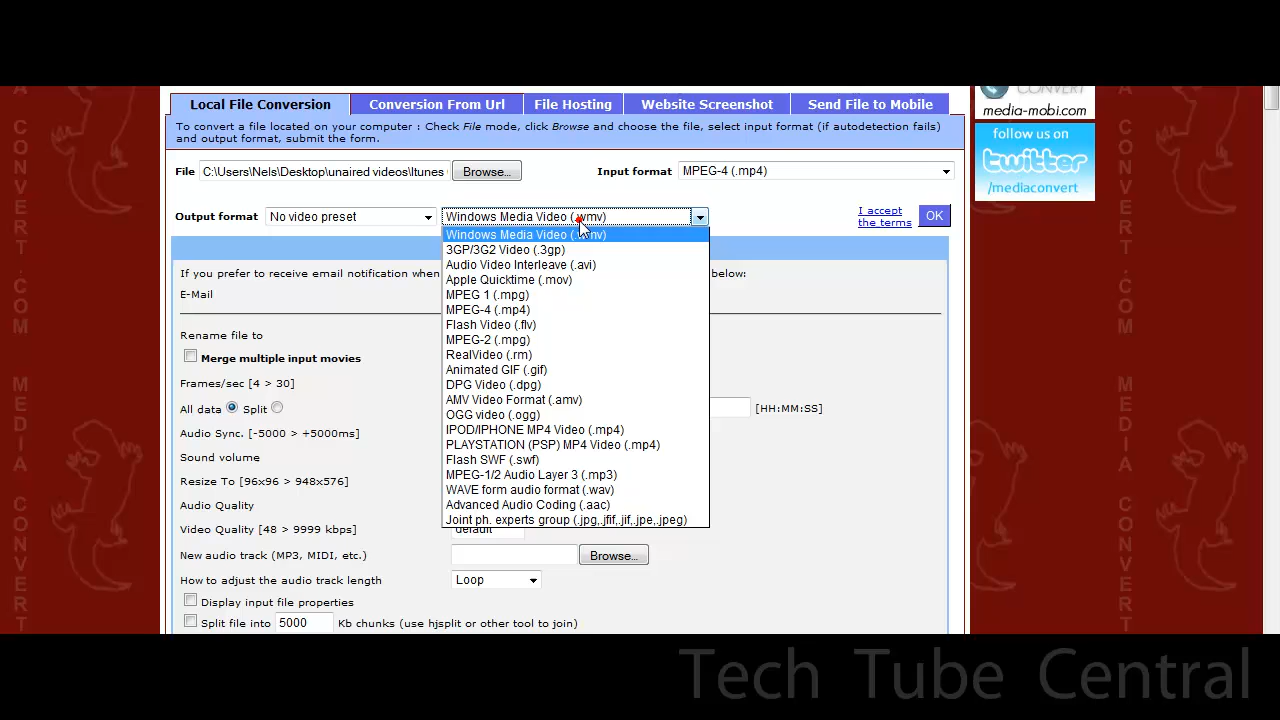 Local File Conversion
Conversion From Url
File Hosting
Website Screenshot
Send File to Mobile
CONVERT
media-mobi.com
To convert a file located on your computer : Check File mode, click Browse and choose the file, select input format (if autodetection fails)
and output format, submit the form.
follow us on
twitter
/mediaconvert
File C:\Users\Nels\Desktop\uncired videos\Itunes Browse... Input format MPEG-4 (.mp4)
Output format No video preset Windows Media Video (.wmv) I accept
the terms OK
Windows Media Video (.wmv)
3GP/3G2 Video (.3gp)
Audio Video Interleave (.avi)
If you prefer to receive email notification when below:
Apple Quicktime (.mov)
E-Mail
MPEG 1 (.mpg)
MPEG-4 (.mp4)
Flash Video (.flv)
Rename file to
MPEG-2 (.mpg)
Merge multiple input movies
RealVideo (.rm)
Animated GIF (.gif)
Frames/sec [4 > 30]
DPG Video (.dpg)
AMV Video Format (.amv)
All data Split [HH:MM:SS]
OGG video (.ogg)
IPOD/IPHONE MP4 Video (.mp4)
Audio Sync. [-5000 > +5000ms]
PLAYSTATION (PSP) MP4 Video (.mp4)
Sound volume
Flash SWF (.swf)
MPEG-1/2 Audio Layer 3 (.mp3)
Resize To [96x96 > 948x576]
WAVE form audio format (.wav)
Audio Quality
Advanced Audio Coding (.aac)
Joint ph. experts group (.jpg,.jfif,.jif,.jpe,.jpeg)
Video Quality [48 > 9999 kbps] default
New audio track (MP3, MIDI, etc.) Browse...
How to adjust the audio track length Loop
Display input file properties
Split file into 5000 Kb chunks (use hjsplit or other tool to join)
A CONVERT.COM
MEDIA CONVERT
A CONVERT.COM
MEDIA CONVERT
Tech Tube Central